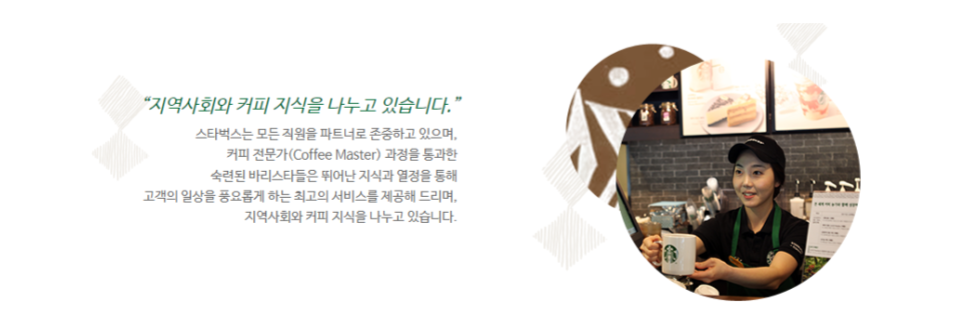 “지역사회와 커피 지식을 나누고 있습니다.”
스타벅스는 모든 직원을 파트너로 존중하고 있으며,
커피 전문가(Coffee Master) 과정을 통과한
숙련된 바리스타들은 뛰어난 지식과 열정을 통해
고객의 일상을 풍요롭게 하는 최고의 서비스를 제공해 드리며,
지역사회와 커피 지식을 나누고 있습니다.